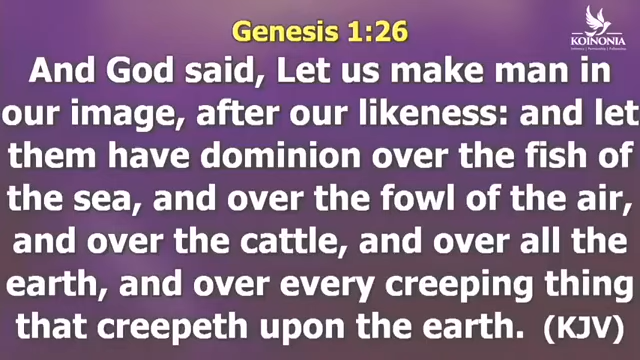 Genesis 1:26
KOINONIA
And God said, Let us make man in
our image, after our likeness: and let
them have dominion over the fish of
the sea, and over the fowl of the air,
and over the cattle, and over all the
earth, and over every creeping thing
that creepeth upon the earth. (KJV)